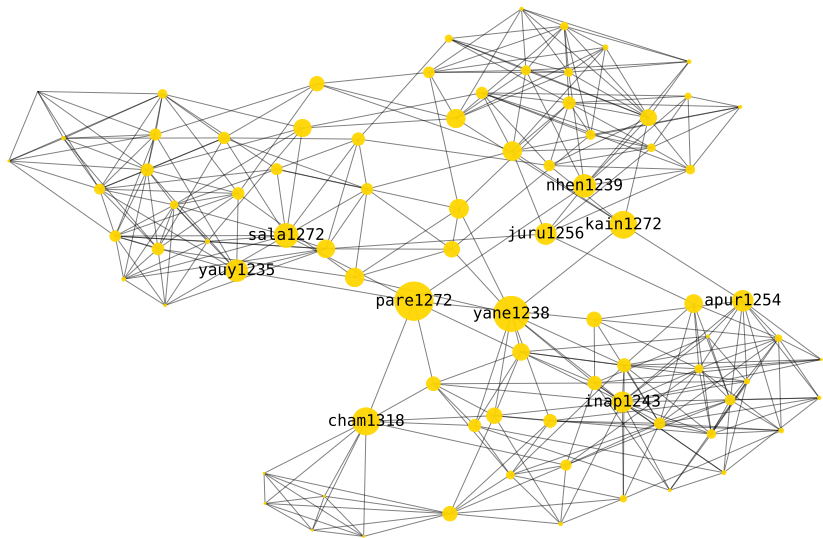 nhen1239
kain1272
juru1256
sala1272
yauy1235
pare1272
apur1254
yane1238
inap1243
cham1318